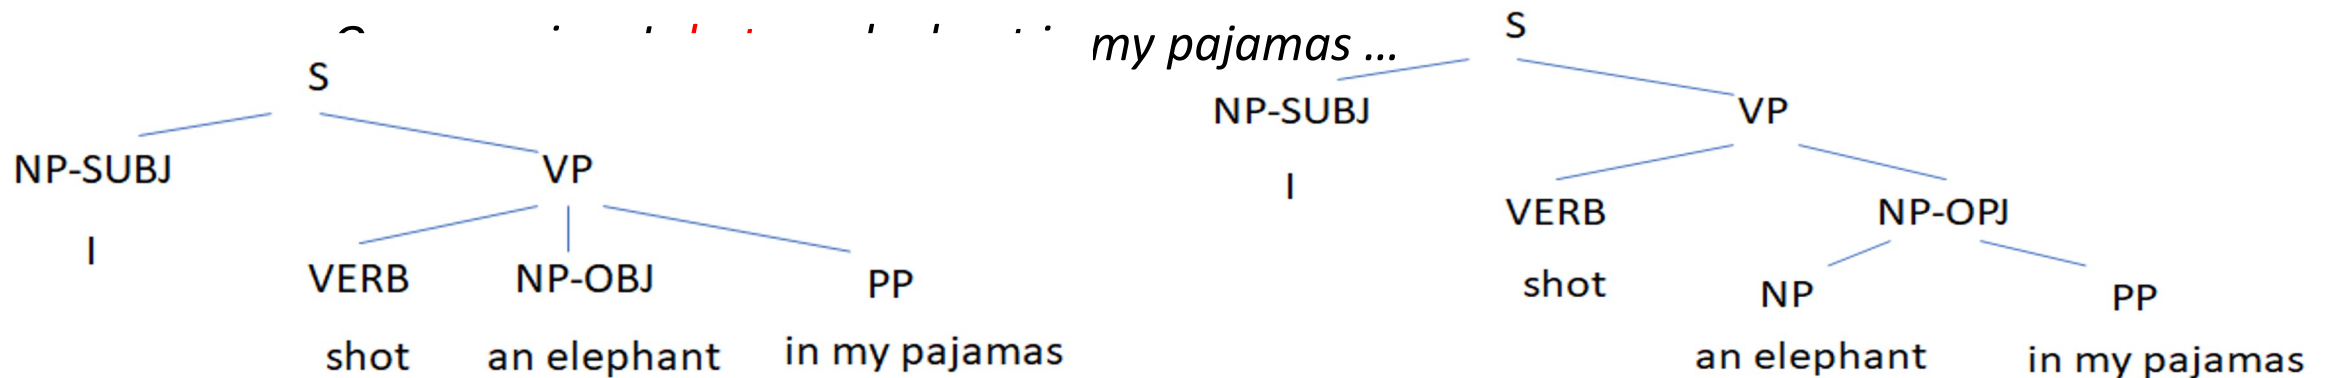 my pajamas ...
S
NP-SUBJ
VP
I
VERB
NP-OBJ
PP
shot
an elephant
in my pajamas
S
NP-SUBJ
VP
I
VERB
NP-OPJ
shot
NP
PP
an elephant
in my pajamas